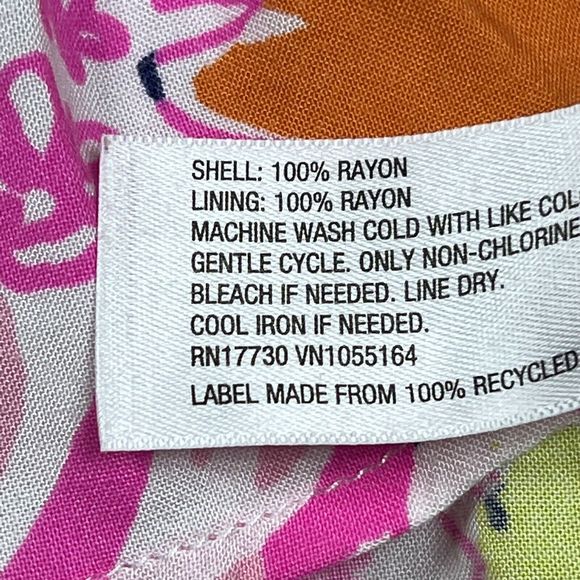 SHELL: 100% RAYON
LINING: 100% RAYON
MACHINE WASH COLD WITH LIKE COL
GENTLE CYCLE. ONLY NON-CHLORINE
BLEACH IF NEEDED. LINE DRY.
COOL IRON IF NEEDED.
RN17730 VN1055164
LABEL MADE FROM 100% RECYCLED